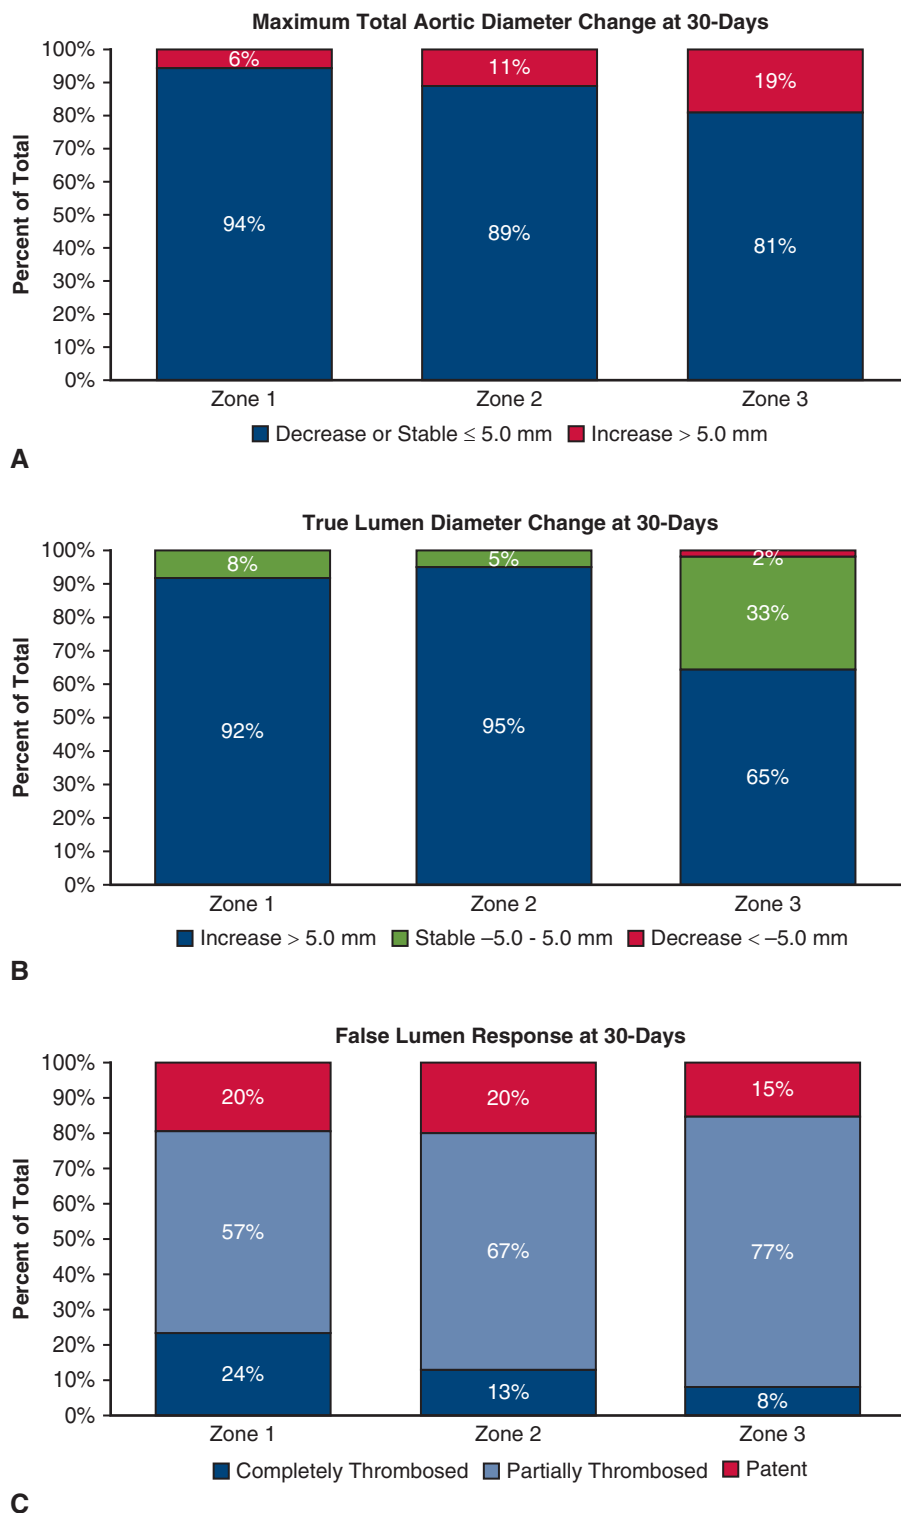 Maximum Total Aortic Diameter Change at 30-Days
Percent of Total
100%
90%
80%
70%
60%
50%
40%
30%
20%
10%
0%
6%
11%
19%
94%
89%
81%
Zone 1
Zone 2
Zone 3
Decrease or Stable ≤ 5.0 mm
Increase > 5.0 mm
A
True Lumen Diameter Change at 30-Days
Percent of Total
100%
90%
80%
70%
60%
50%
40%
30%
20%
10%
0%
8%
5%
2%
33%
92%
95%
65%
Zone 1
Zone 2
Zone 3
Increase > 5.0 mm
Stable –5.0 - 5.0 mm
Decrease < –5.0 mm
B
False Lumen Response at 30-Days
Percent of Total
100%
90%
80%
70%
60%
50%
40%
30%
20%
10%
0%
20%
20%
15%
57%
67%
77%
24%
13%
8%
Zone 1
Zone 2
Zone 3
Completely Thrombosed
Partially Thrombosed
Patent
C